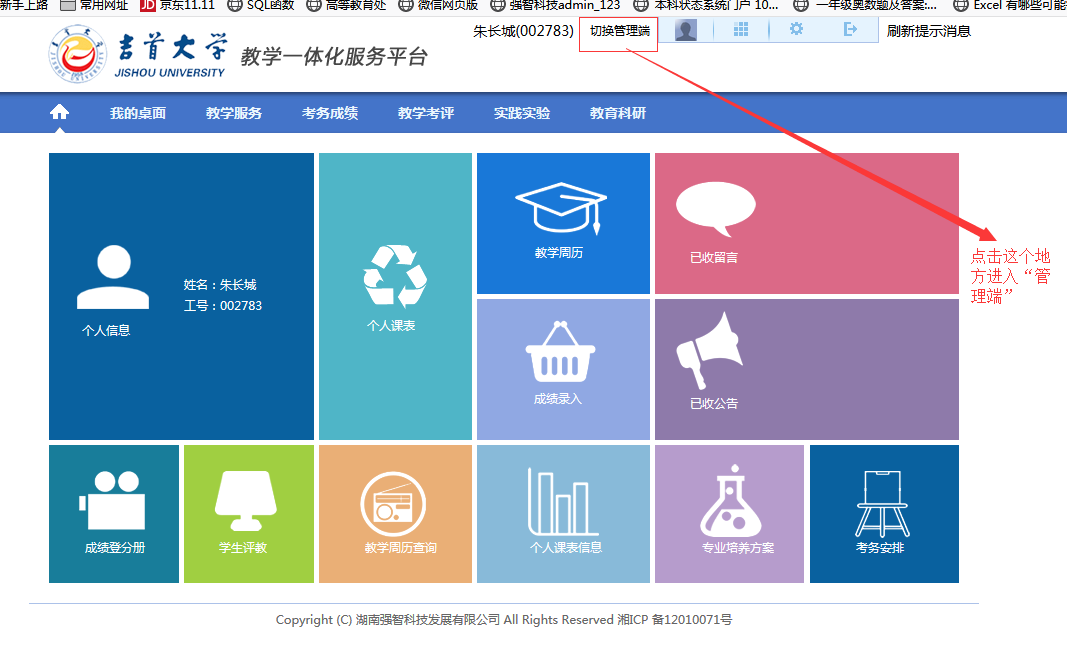 新手上路 常用网址 JD 京东11.11 SQL函数 高等教育处 微信网页版 强智科技admin_123 本科状态系统门户 10... 一年级奥数题及答案:... Excel 有哪些可能
吉首大学 JISHOU UNIVERSITY 教学一体化服务平台
朱长城(002783) 切换管理端 刷新提示消息
我的桌面 教学服务 考务成绩 教学考评 实践实验 教育科研
个人信息
姓名：朱长城
工号：002783
个人课表
教学周历
已收留言
点击这个地
方进入“管
理端”
成绩录入
已收公告
成绩登分册
学生评教
教学周历查询
个人课表信息
专业培养方案
考务安排
Copyright (C) 湖南强智科技发展有限公司 All Rights Reserved 湘ICP 备12010071号